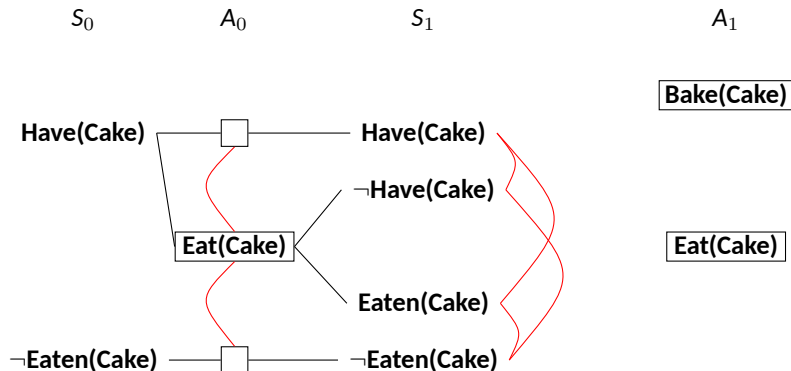 S0 A0 S1 A1
Bake(Cake)
Have(Cake) Have(Cake)
¬Have(Cake)
Eat(Cake) Eat(Cake)
Eaten(Cake)
¬Eaten(Cake) ¬Eaten(Cake)